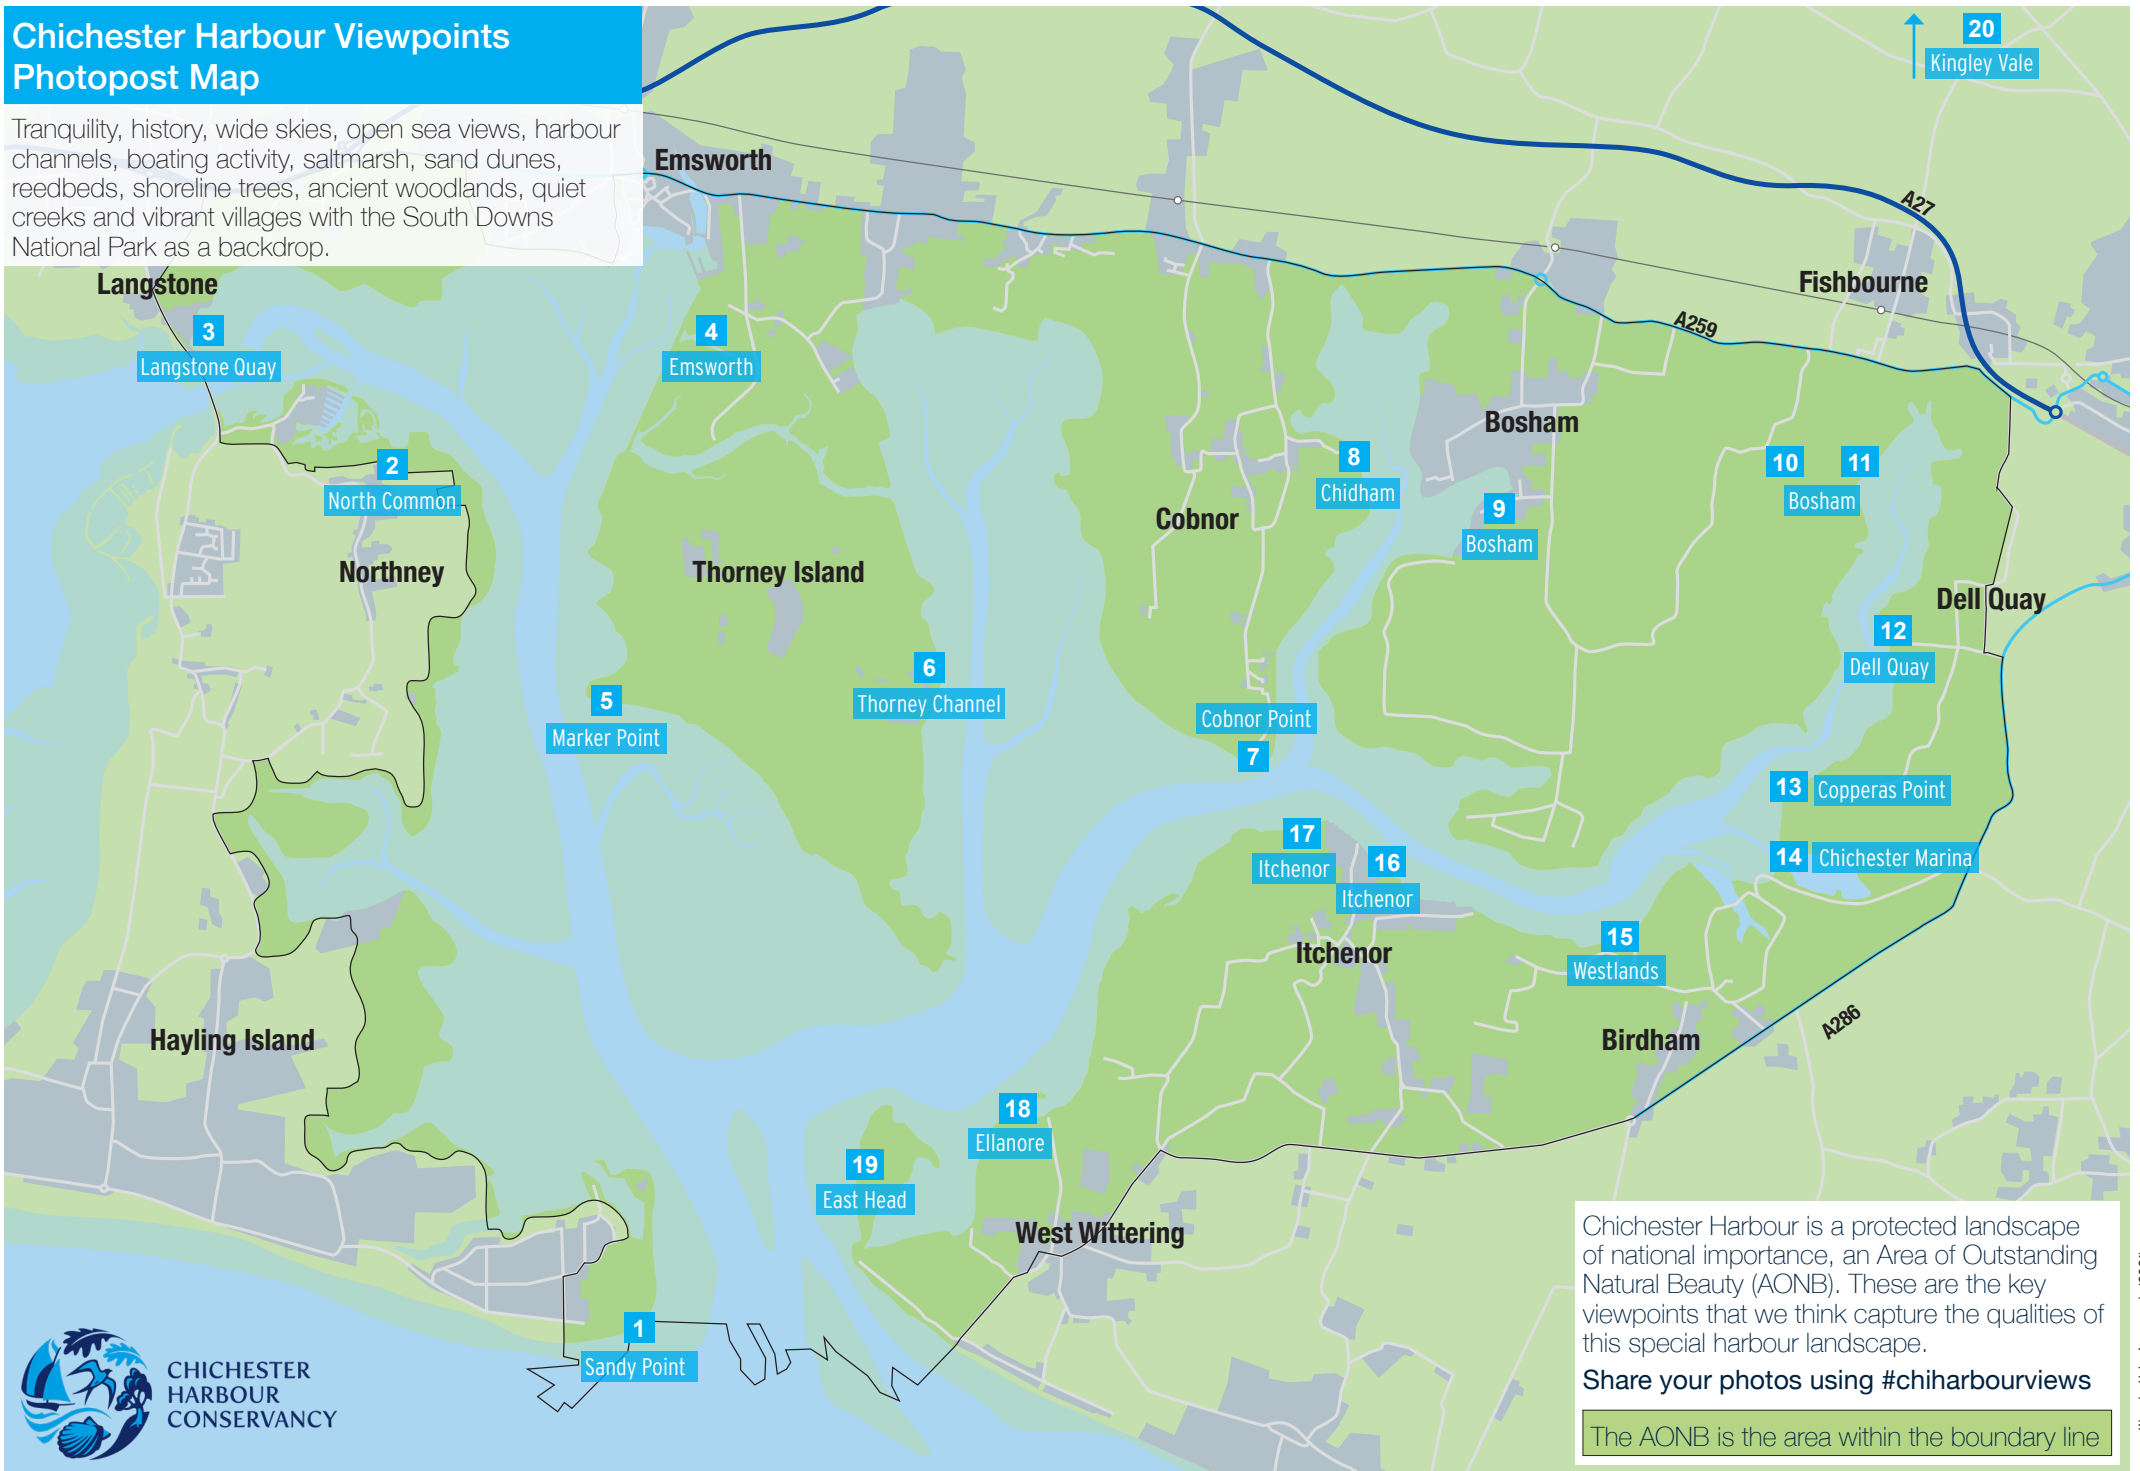 Chichester Harbour Viewpoints
Photopost Map
Tranquility, history, wide skies, open sea views, harbour
channels, boating activity, saltmarsh, sand dunes,
reedbeds, shoreline trees, ancient woodlands, quiet
creeks and vibrant villages with the South Downs
National Park as a backdrop.
20
Kingley Vale
Emsworth
A27
Langstone
Fishbourne
3
Langstone Quay
4
Emsworth
A259
Bosham
2
North Common
8
Chidham
10
11
Bosham
9
Bosham
Cobnor
Northney
Thorney Island
Dell Quay
12
Dell Quay
6
Thorney Channel
5
Marker Point
Cobnor Point
7
13
Copperas Point
17
Itchenor
16
Itchenor
14
Chichester Marina
15
Westlands
Itchenor
Hayling Island
Birdham
A286
18
Ellanore
19
East Head
West Wittering
1
Sandy Point
CHICHESTER
HARBOUR
CONSERVANCY
Chichester Harbour is a protected landscape
of national importance, an Area of Outstanding
Natural Beauty (AONB). These are the key
viewpoints that we think capture the qualities of
this special harbour landscape.
Share your photos using #chiharbourviews
The AONB is the area within the boundary line